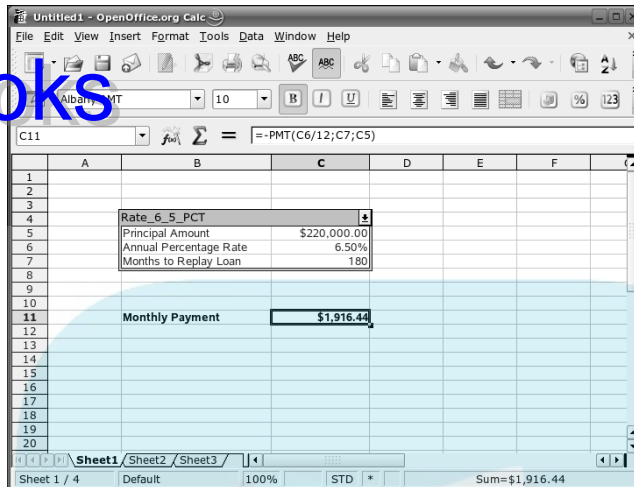 Untitled1 - OpenOffice.org Calc
File Edit View Insert Format Tools Data Window Help
ABC ABC
oks
Albany MT 10 B I U % 123
C11 f(x) Σ = =-PMT(C6/12;C7;C5)
A B C D E F
1
2
3
4 Rate_6_5_PCT
5 Principal Amount $220,000.00
6 Annual Percentage Rate 6.50%
7 Months to Replay Loan 180
8
9
10
11 Monthly Payment $1,916.44
12
13
14
15
16
17
18
19
20
Sheet1 Sheet2 Sheet3
Sheet 1 / 4 Default 100% STD * Sum=$1,916.44